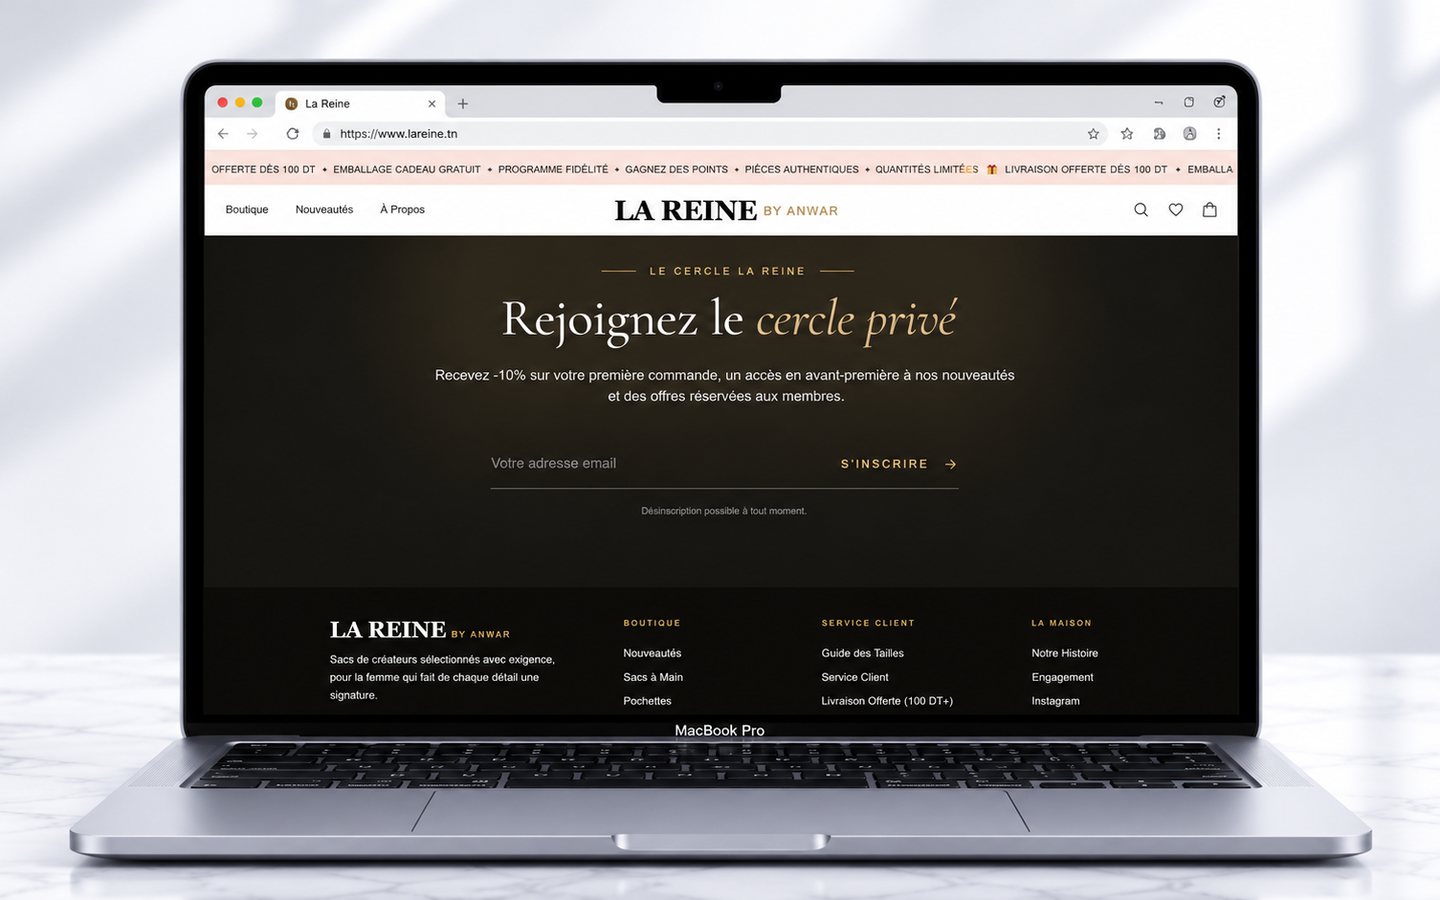 La Reine
https://www.lareine.tn
OFFERTE DÈS 100 DT ✦ EMBALLAGE CADEAU GRATUIT ✦ PROGRAMME FIDÉLITÉ ✦ GAGNEZ DES POINTS ✦ PIÈCES AUTHENTIQUES ✦ QUANTITÉS LIMITÉES 🎁 LIVRAISON OFFERTE DÈS 100 DT ✦ EMBALLA
Boutique Nouveautés À Propos LA REINE BY ANWAR
LE CERCLE LA REINE
Rejoignez le cercle privé
Recevez -10% sur votre première commande, un accès en avant-première à nos nouveautés
et des offres réservées aux membres.
Votre adresse email S'INSCRIRE →
Désinscription possible à tout moment.
LA REINE BY ANWAR
Sacs de créateurs sélectionnés avec exigence,
pour la femme qui fait de chaque détail une
signature.
BOUTIQUE
Nouveautés
Sacs à Main
Pochettes
SERVICE CLIENT
Guide des Tailles
Service Client
Livraison Offerte (100 DT+)
LA MAISON
Notre Histoire
Engagement
Instagram
MacBook Pro